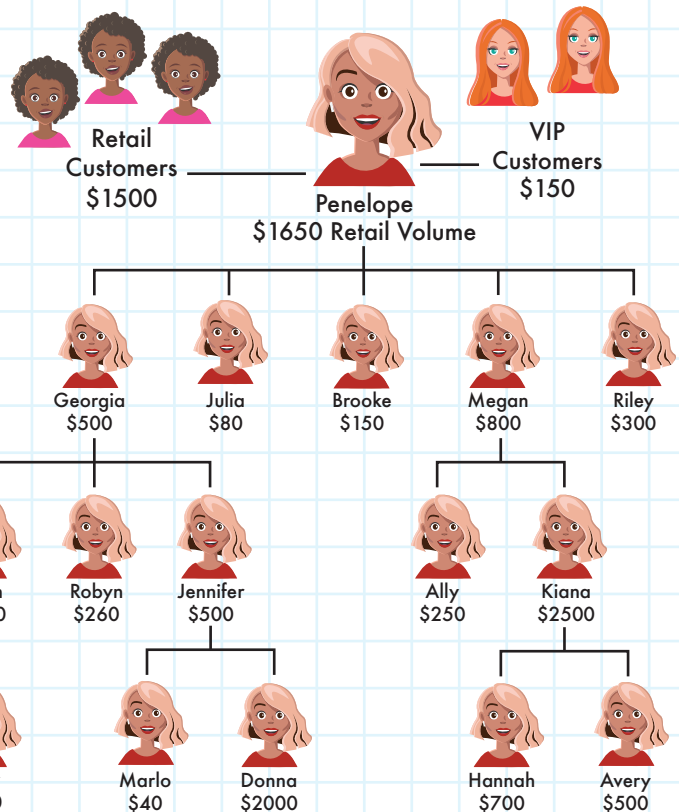 Retail
Customers
$1500
VIP
Customers
$150
Penelope
$1650 Retail Volume
Georgia
$500
Julia
$80
Brooke
$150
Megan
$800
Riley
$300
Robyn
$260
Jennifer
$500
Ally
$250
Kiana
$2500
Marlo
$40
Donna
$2000
Hannah
$700
Avery
$500